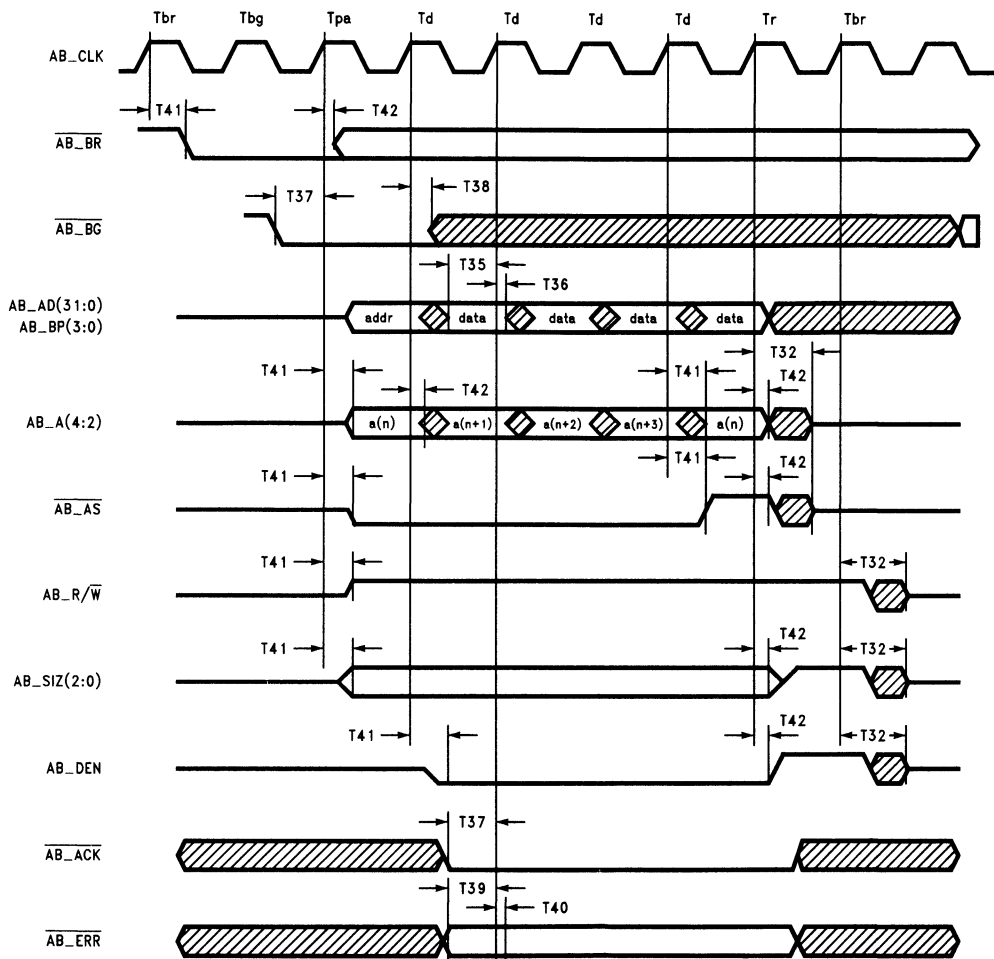 Tbr Tbg Tpa Td Td Td Td Tr Tbr
AB_CLK
T41 T42
AB_BR
T37 T38
AB_BG
T35
T36
AB_AD(31:0)
AB_BP(3:0)
addr data data data data
T32
T41 T42 T41 T42
AB_A(4:2)
a(n) a(n+1) a(n+2) a(n+3) a(n)
T41 T41 T42
AB_AS
T41 T32
AB_R/W
T41 T42 T32
AB_SIZ(2:0)
T41 T42 T32
AB_DEN
T37
AB_ACK
T39
T40
AB_ERR